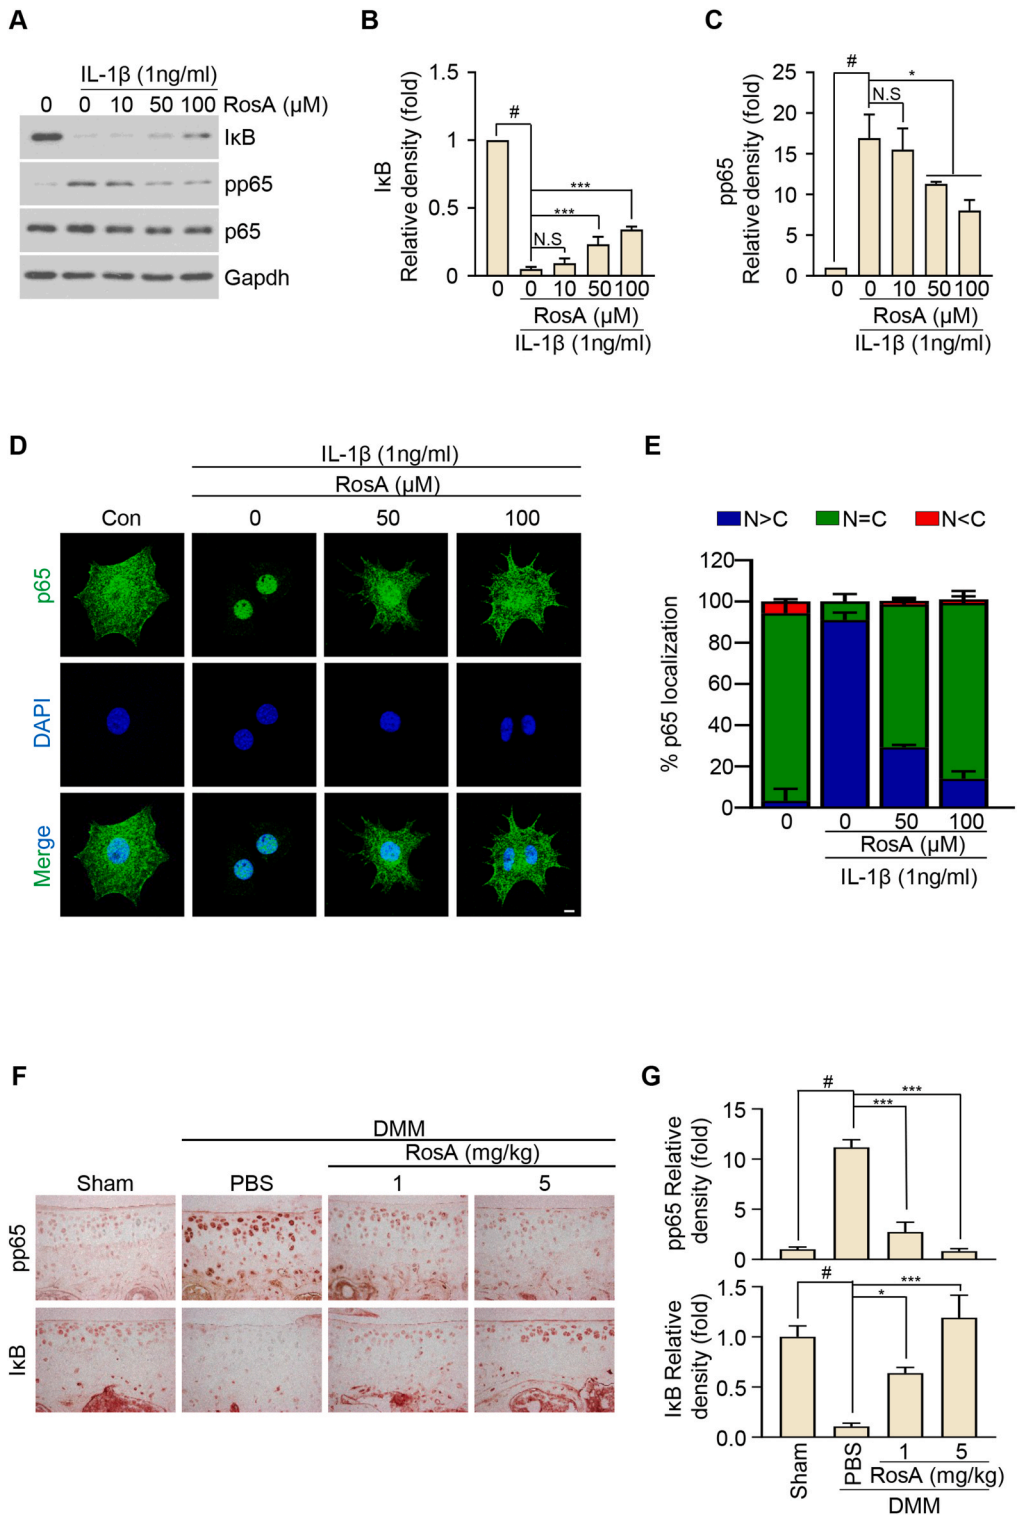 A
IL-1β (1ng/ml)
0 0 10 50 100 RosA (μM)
IκB
pp65
p65
Gapdh
B
IκB
Relative density (fold)
1.5
1
0.5
0
#
***
***
N.S
0 0 10 50 100
RosA (μM)
IL-1β (1ng/ml)
C
pp65
Relative density (fold)
25
20
15
10
5
0
#
*
N.S
0 0 10 50 100
RosA (μM)
IL-1β (1ng/ml)
D
IL-1β (1ng/ml)
RosA (μM)
Con 0 50 100
p65
DAPI
Merge
E
N>C N=C N<C
% p65 localization
120
100
80
60
40
20
0
0 0 50 100
RosA (μM)
IL-1β (1ng/ml)
F
DMM
RosA (mg/kg)
Sham PBS 1 5
pp65
IκB
G
pp65 Relative
density (fold)
15
10
5
0
#
***
***
IκB Relative
density (fold)
1.5
1.0
0.5
0.0
#
***
*
Sham PBS 1 5
RosA (mg/kg)
DMM